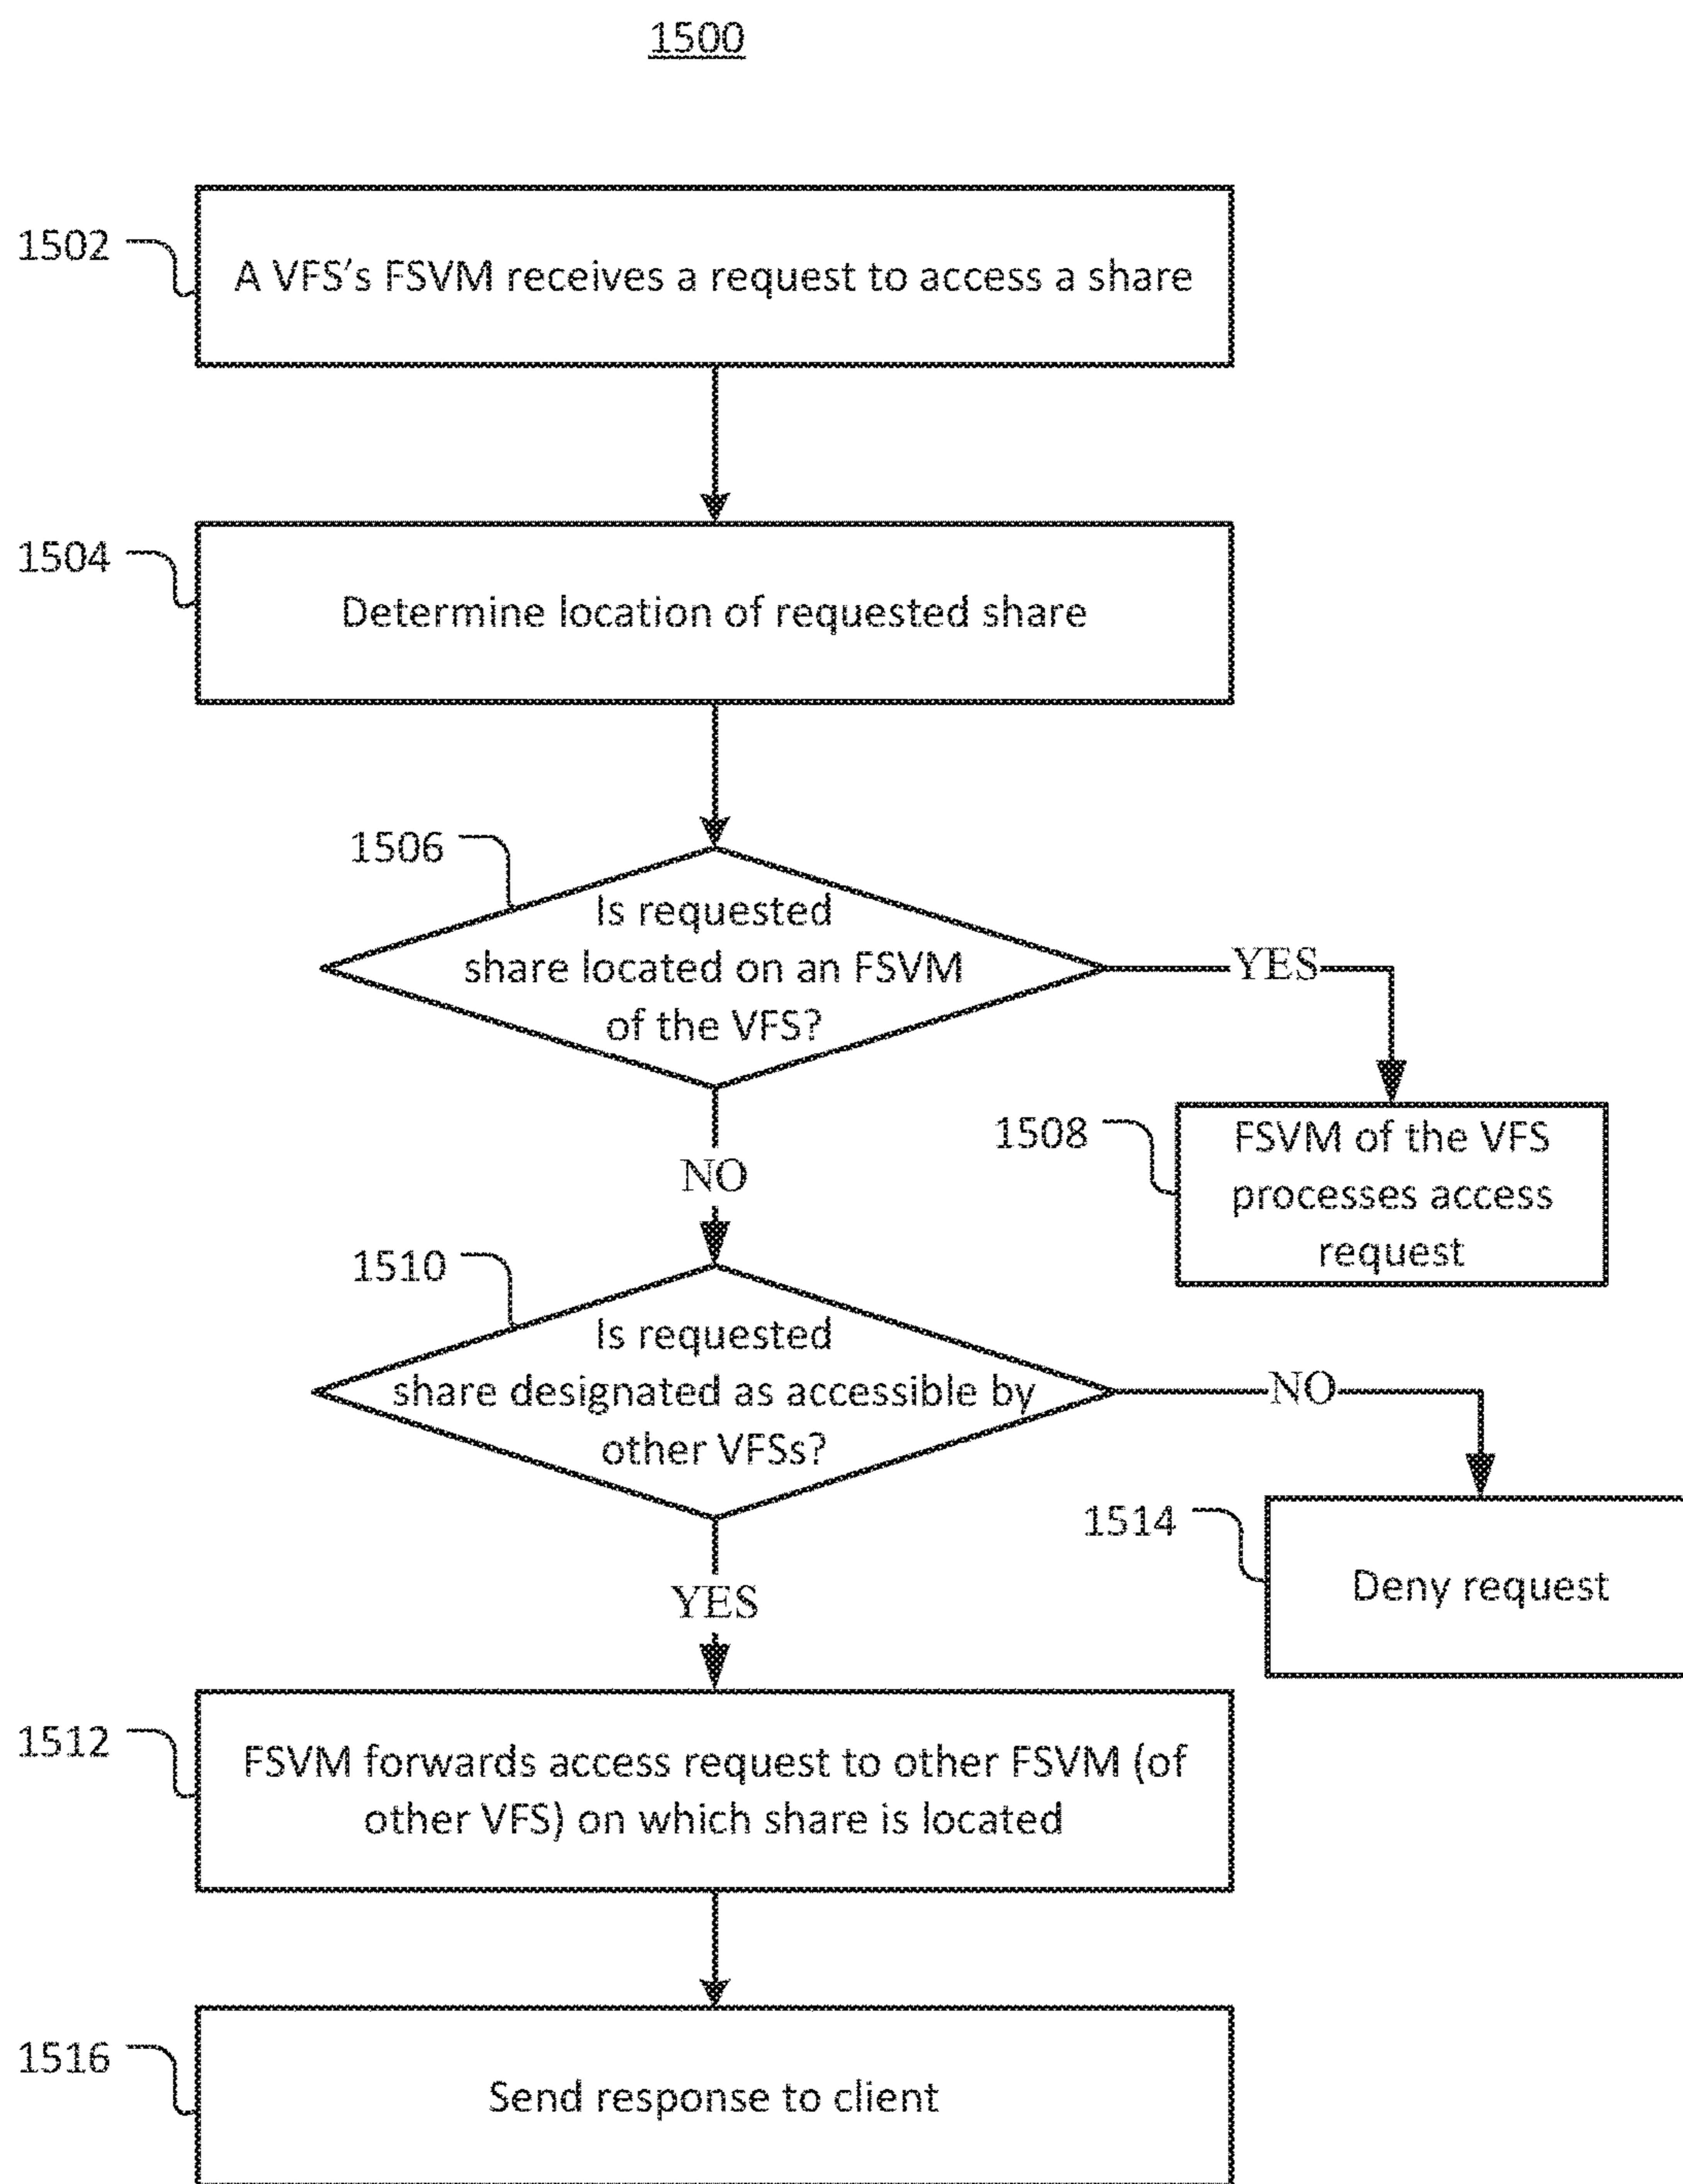 1500
1502
A VFS's FSVM receives a request to access a share
1504
Determine location of requested share
1506
Is requested
share located on an FSVM
of the VFS?
YES
1508
FSVM of the VFS
processes access
request
NO
1510
Is requested
share designated as accessible by
other VFSs?
NO
1514
Deny request
YES
1512
FSVM forwards access request to other FSVM (of
other VFS) on which share is located
1516
Send response to client